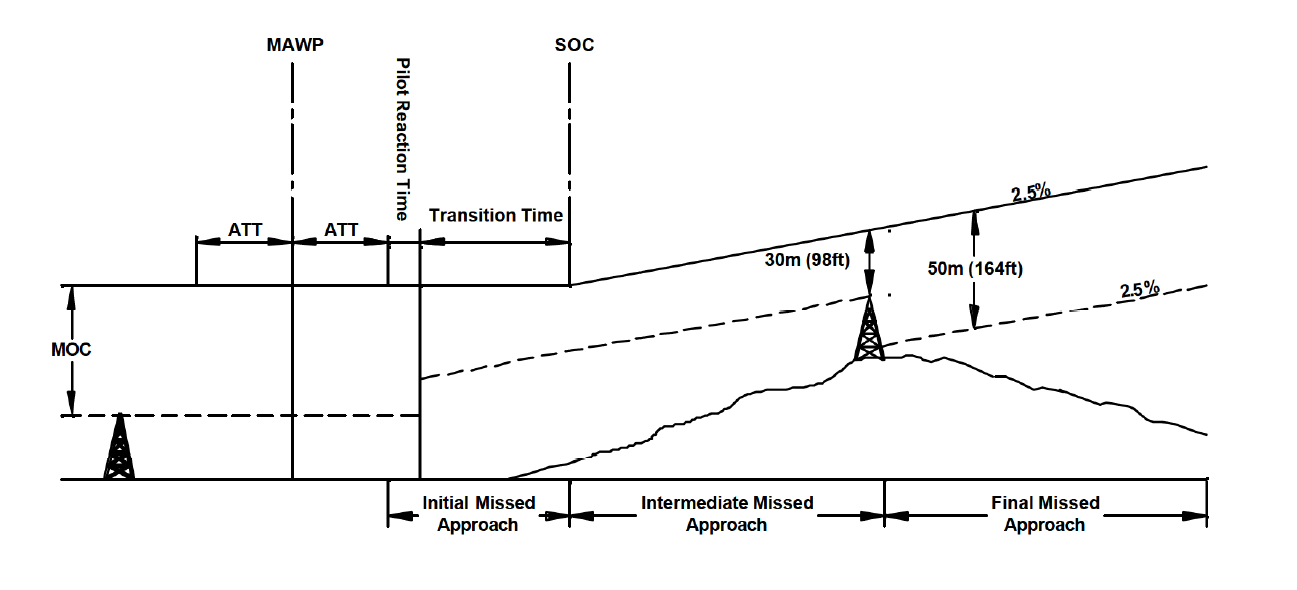 MAWP
SOC
Pilot Reaction Time
ATT
ATT
Transition Time
2.5%
30m (98ft)
50m (164ft)
2.5%
MOC
Initial Missed
Approach
Intermediate Missed
Approach
Final Missed
Approach